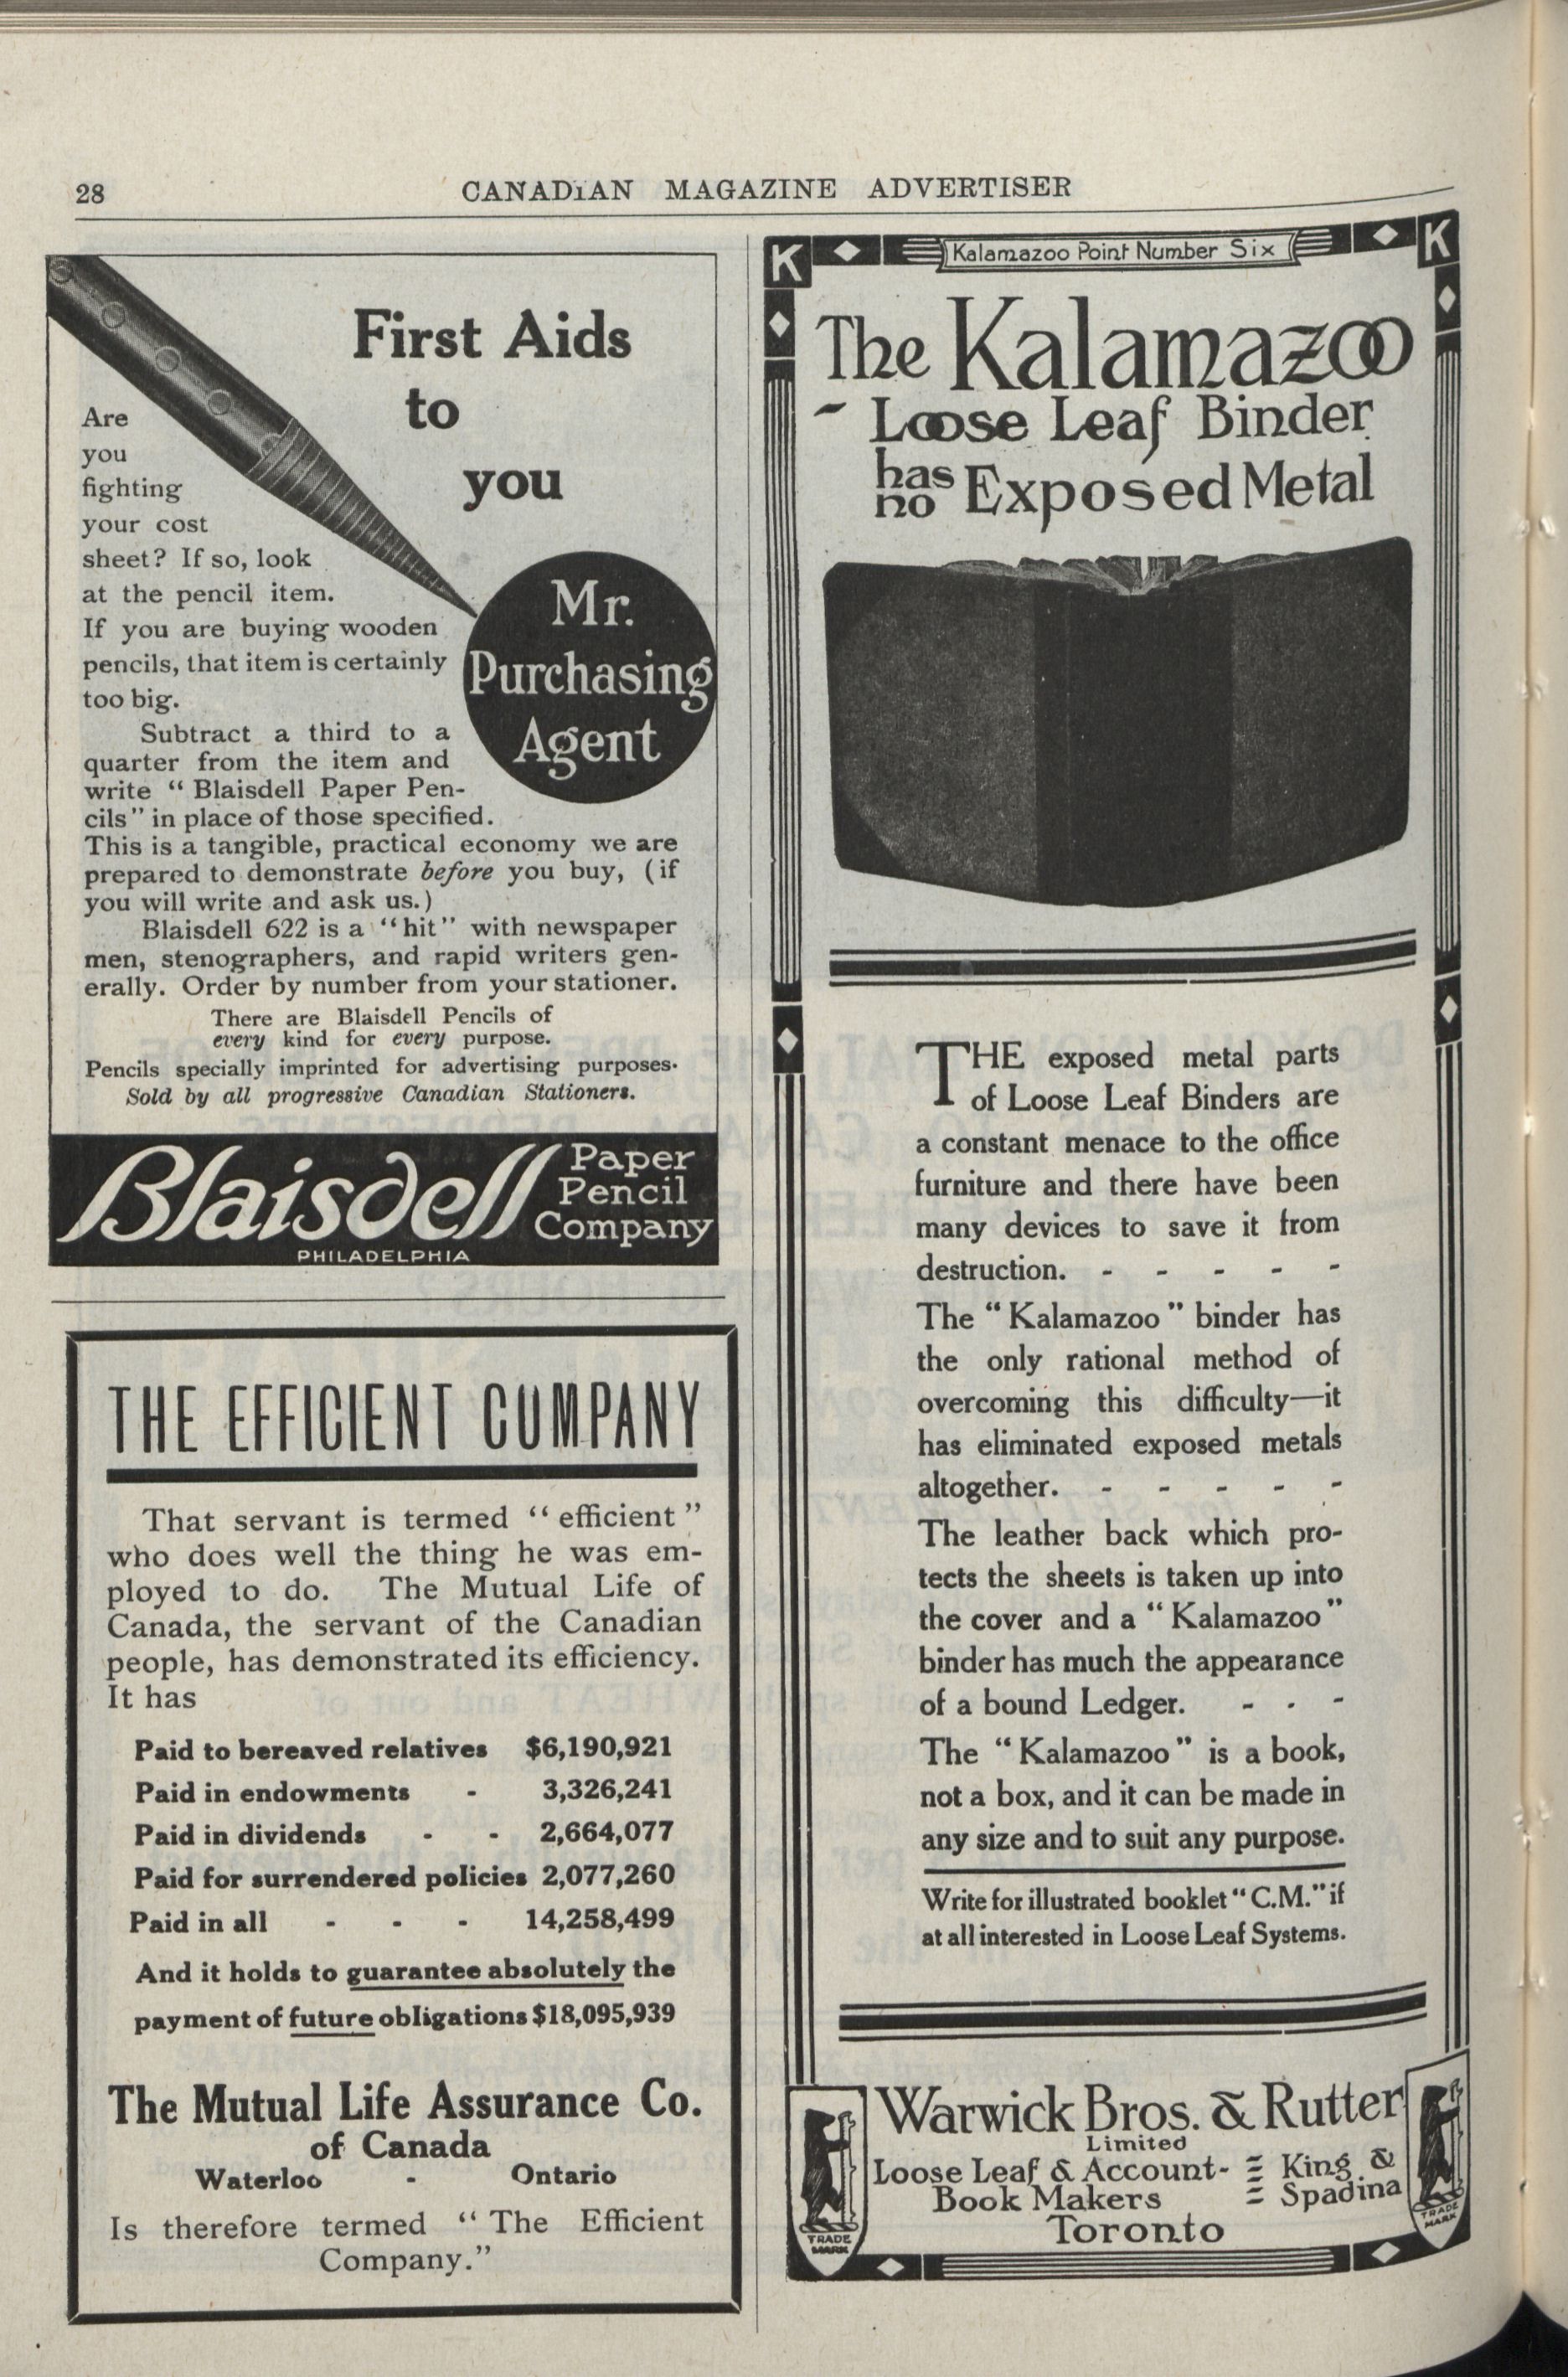 28 CANADIAN MAGAZINE ADVERTISER
First Aids
to
you
Mr.
Purchasing
Agent
Are
you
fighting
your cost
sheet? If so, look
at the pencil item.
If you are buying wooden
pencils, that item is certainly
too big.
Subtract a third to a
quarter from the item and
write “ Blaisdell Paper Pen-
cils” in place of those specified.
This is a tangible, practical economy we are
prepared to demonstrate before you buy, (if
you will write and ask us.)
Blaisdell 622 is a “hit” with newspaper
men, stenographers, and rapid writers gen-
erally. Order by number from your stationer.
There are Blaisdell Pencils of
every kind for every purpose.
Pencils specially imprinted for advertising purposes.
Sold by all progressive Canadian Stationers.
Blaisdell
Paper
Pencil
Company
PHILADELPHIA
THE EFFICIENT COMPANY
That servant is termed “efficient”
who does well the thing he was em-
ployed to do. The Mutual Life of
Canada, the servant of the Canadian
people, has demonstrated its efficiency.
It has
Paid to bereaved relatives $6,190,921
Paid in endowments - 3,326,241
Paid in dividends - - 2,664,077
Paid for surrendered policies 2,077,260
Paid in all - - - 14,258,499
And it holds to guarantee absolutely the
payment of future obligations $18,095,939
The Mutual Life Assurance Co.
of Canada
Waterloo - Ontario
Is therefore termed “The Efficient
Company.”
K Kalamazoo Point Number Six K
The Kalamazoo
- Loose Leaf Binder
has no Exposed Metal
THE exposed metal parts
of Loose Leaf Binders are
a constant menace to the office
furniture and there have been
many devices to save it from
destruction. - - - - -
The “Kalamazoo” binder has
the only rational method of
overcoming this difficulty—it
has eliminated exposed metals
altogether. - - - - -
The leather back which pro-
tects the sheets is taken up into
the cover and a “Kalamazoo”
binder has much the appearance
of a bound Ledger. - - -
The “Kalamazoo” is a book,
not a box, and it can be made in
any size and to suit any purpose.
Write for illustrated booklet “C.M.” if
at all interested in Loose Leaf Systems.
Warwick Bros. & Rutter
Limited
Loose Leaf & Account-
Book Makers
King &
Spadina
Toronto
TRADE
MARK
TRADE
MARK